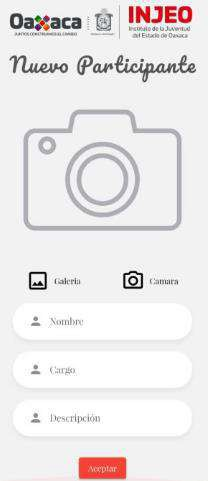 Oaxaca
JUNTOS CONSTRUIMOS EL CAMBIO
INJEO
Instituto de la Juventud
del Estado de Oaxaca
Nuevo Participante
Galería
Camara
Nombre
Cargo
Descripción
Aceptar